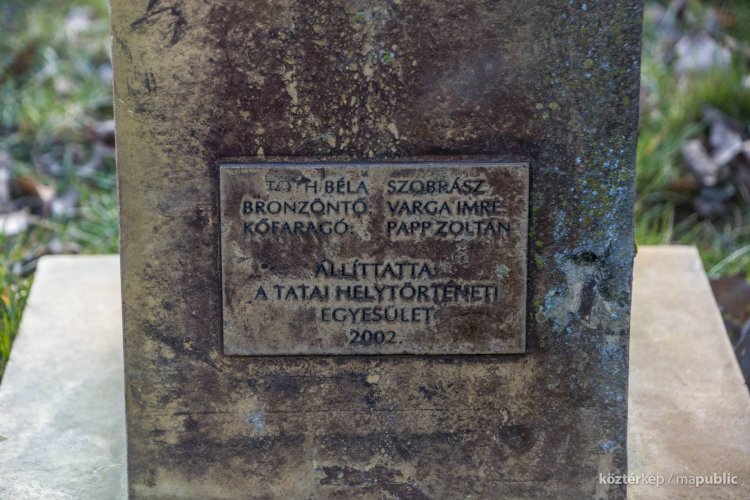 TÓTH BÉLA SZOBRÁSZ
BRONZÖNTŐ VARGA IMRE
KŐFARAGÓ: PAPP ZOLTÁN
ÁLLÍTTATTA:
A TATAI HELYTÖRTÉNETI
EGYESÜLET
2002.
köztérkép / mapublic